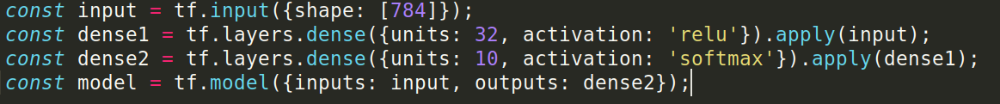 const input = tf.input({shape: [784]});
const dense1 = tf.layers.dense({units: 32, activation: 'relu'}).apply(input);
const dense2 = tf.layers.dense({units: 10, activation: 'softmax'}).apply(dense1);
const model = tf.model({inputs: input, outputs: dense2});